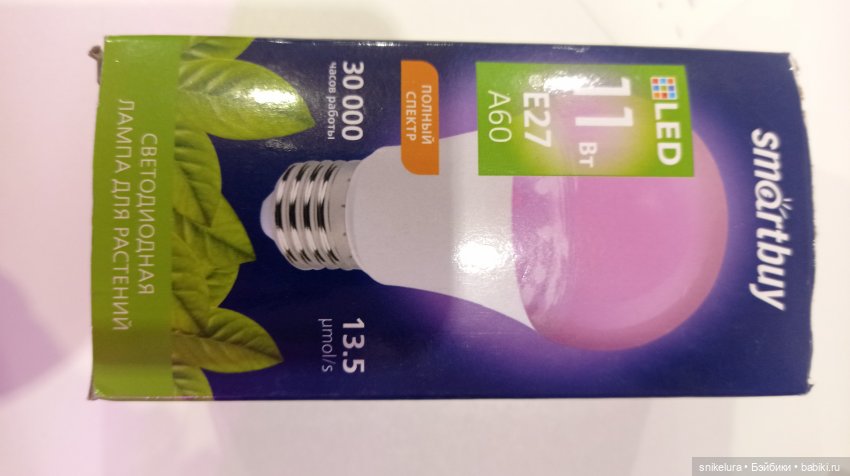 smartbuy
LED
11 Вт
E27
A60
ПОЛНЫЙ
СПЕКТР
30 000
часов работы
13.5
µmol/s
СВЕТОДИОДНАЯ
ЛАМПА ДЛЯ РАСТЕНИЙ
snikelura • Бэйбики • babiki.ru